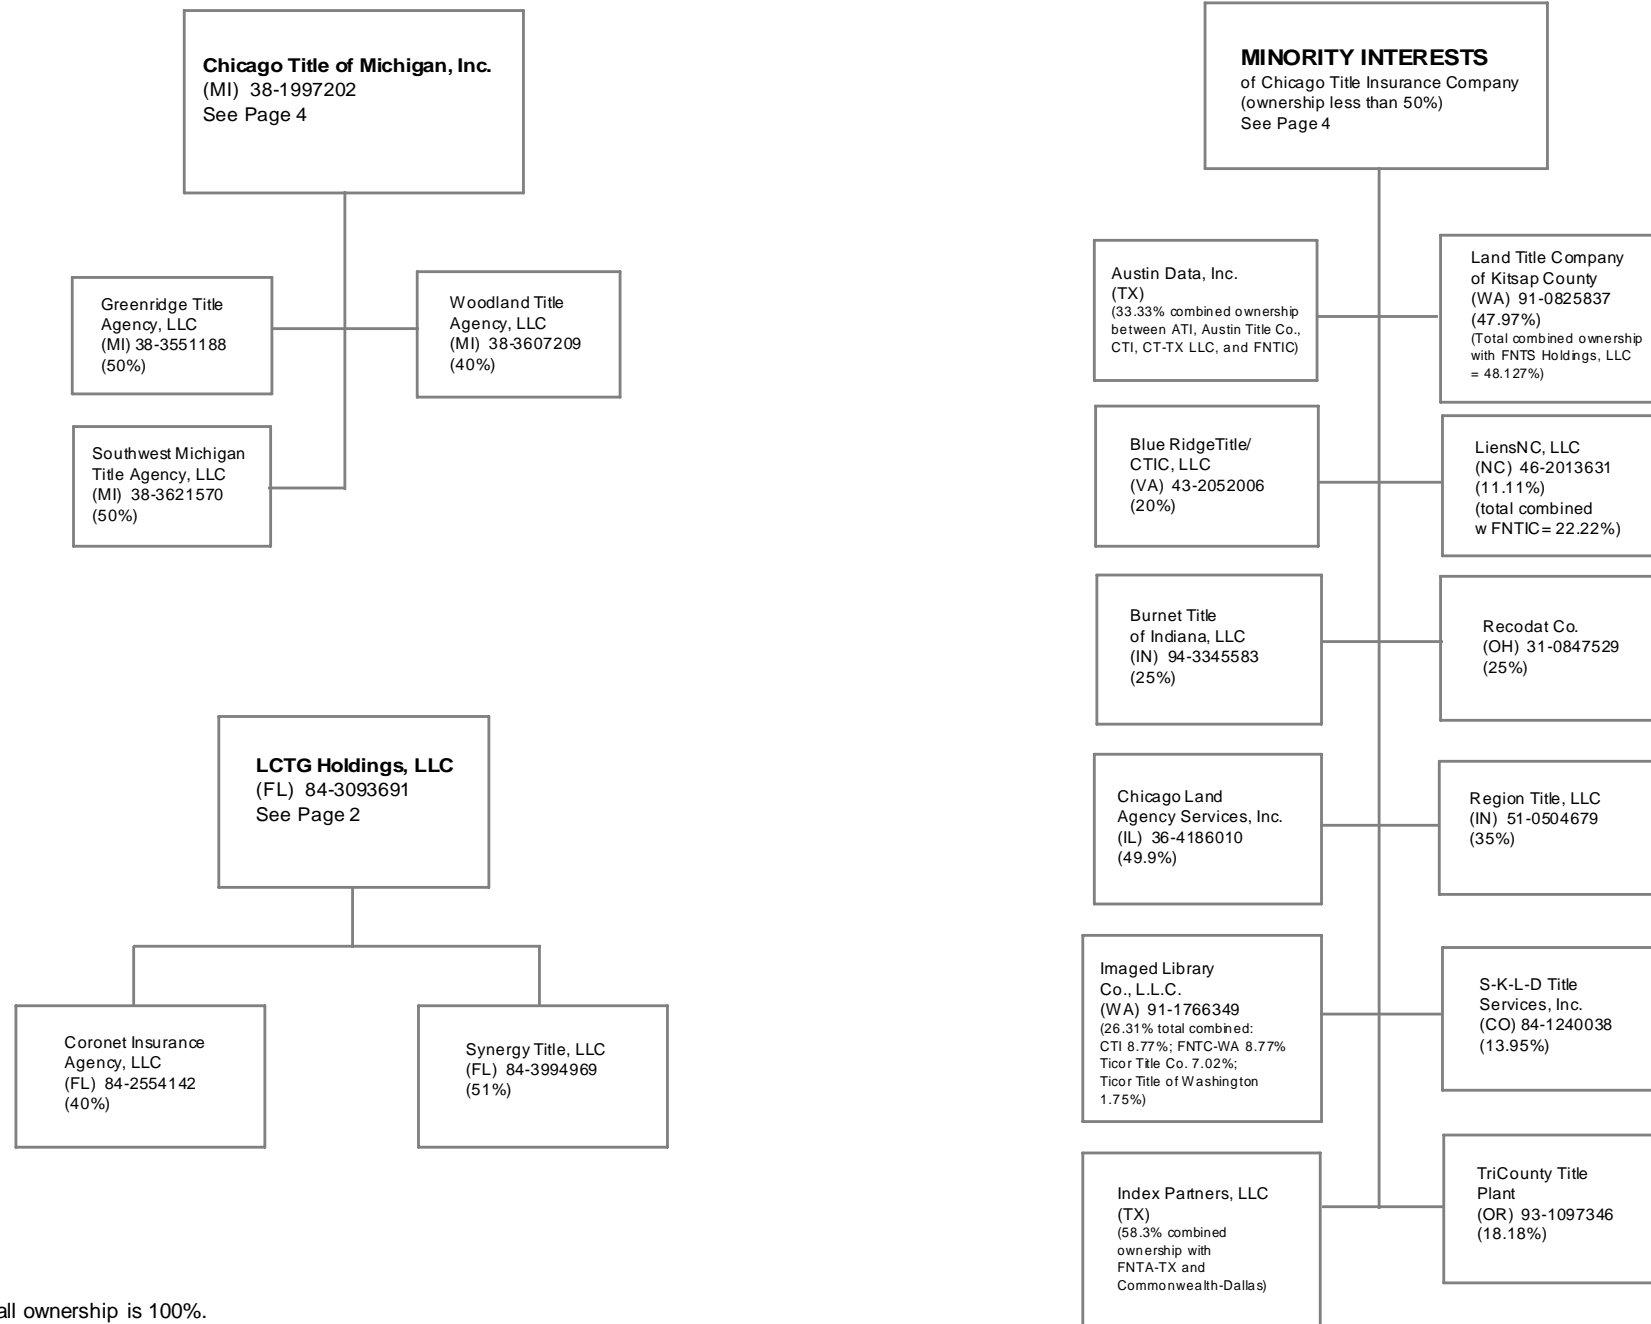 Chicago Title of Michigan, Inc.
(MI) 38-1997202
See Page 4
Greenridge Title
Agency, LLC
(MI) 38-3551188
(50%)
Woodland Title
Agency, LLC
(MI) 38-3607209
(40%)
Southwest Michigan
Title Agency, LLC
(MI) 38-3621570
(50%)
LCTG Holdings, LLC
(FL) 84-3093691
See Page 2
Coronet Insurance
Agency, LLC
(FL) 84-2554142
(40%)
Synergy Title, LLC
(FL) 84-3994969
(51%)
MINORITY INTERESTS
of Chicago Title Insurance Company
(ownership less than 50%)
See Page 4
Austin Data, Inc.
(TX)
(33.33% combined ownership
between ATI, Austin Title Co.,
CTI, CT-TX LLC, and FNTIC)
Land Title Company
of Kitsap County
(WA) 91-0825837
(47.97%)
(Total combined ownership
with FNTS Holdings, LLC
= 48.127%)
Blue RidgeTitle/
CTIC, LLC
(VA) 43-2052006
(20%)
LiensNC, LLC
(NC) 46-2013631
(11.11%)
(total combined
w FNTIC= 22.22%)
Burnet Title
of Indiana, LLC
(IN) 94-3345583
(25%)
Recodat Co.
(OH) 31-0847529
(25%)
Chicago Land
Agency Services, Inc.
(IL) 36-4186010
(49.9%)
Region Title, LLC
(IN) 51-0504679
(35%)
Imaged Library
Co., L.L.C.
(WA) 91-1766349
(26.31% total combined:
CTI 8.77%; FNTC-WA 8.77%
Ticor Title Co. 7.02%;
Ticor Title of Washington
1.75%)
S-K-L-D Title
Services, Inc.
(CO) 84-1240038
(13.95%)
Index Partners, LLC
(TX)
(58.3% combined
ownership with
FNTA-TX and
Commonwealth-Dallas)
TriCounty Title
Plant
(OR) 93-1097346
(18.18%)
all ownership is 100%.